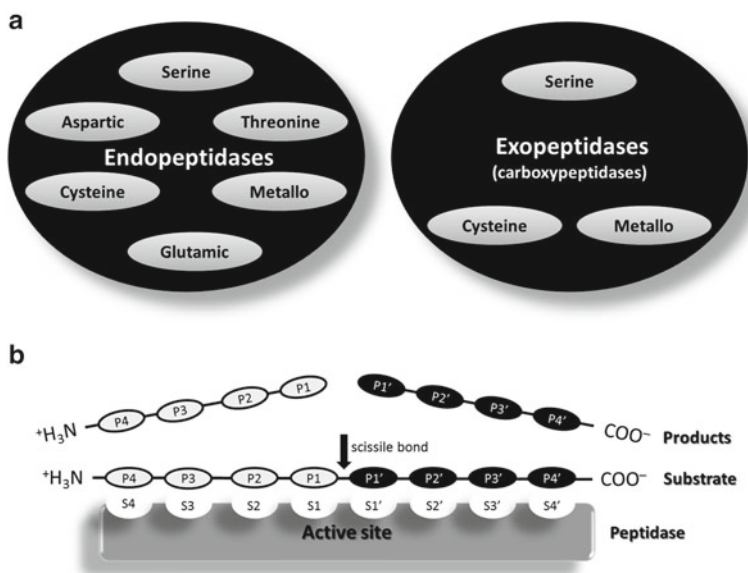 a
Serine
Aspartic Threonine
Endopeptidases
Cysteine Metallo
Glutamic
Serine
Exopeptidases
(carboxypeptidases)
Cysteine Metallo
b
⁺H₃N P4 P3 P2 P1 P1′ P2′ P3′ P4′ COO⁻ Products
scissile bond
⁺H₃N P4 P3 P2 P1 P1′ P2′ P3′ P4′ COO⁻ Substrate
S4 S3 S2 S1 S1′ S2′ S3′ S4′
Active site Peptidase